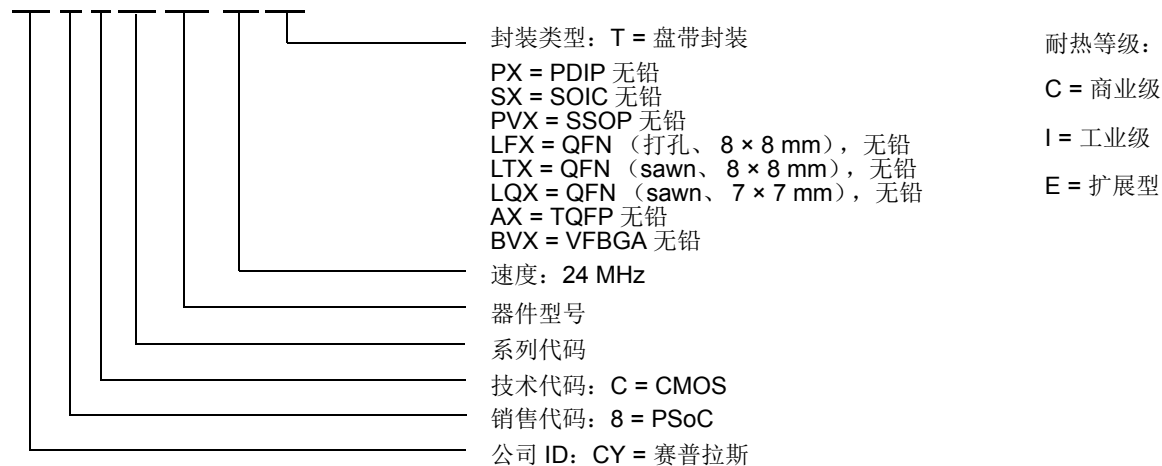 封装类型：T = 盘带封装
PX = PDIP 无铅
SX = SOIC 无铅
PVX = SSOP 无铅
LFX = QFN （打孔、 8 × 8 mm），无铅
LTX = QFN （sawn、 8 × 8 mm），无铅
LQX = QFN （sawn、 7 × 7 mm），无铅
AX = TQFP 无铅
BVX = VFBGA 无铅
速度：24 MHz
器件型号
系列代码
技术代码：C = CMOS
销售代码：8 = PSoC
公司 ID：CY = 赛普拉斯
耐热等级：
C = 商业级
I = 工业级
E = 扩展型